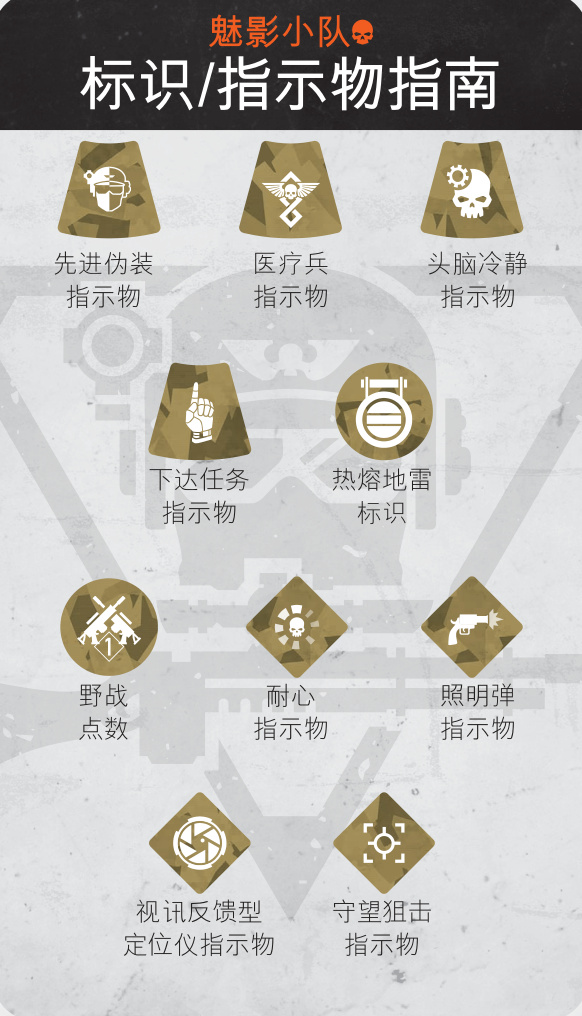 魅影小队
标识/指示物指南
先进伪装
指示物
医疗兵
指示物
头脑冷静
指示物
下达任务
指示物
热熔地雷
标识
1
野战
点数
耐心
指示物
照明弹
指示物
视讯反馈型
定位仪指示物
守望狙击
指示物